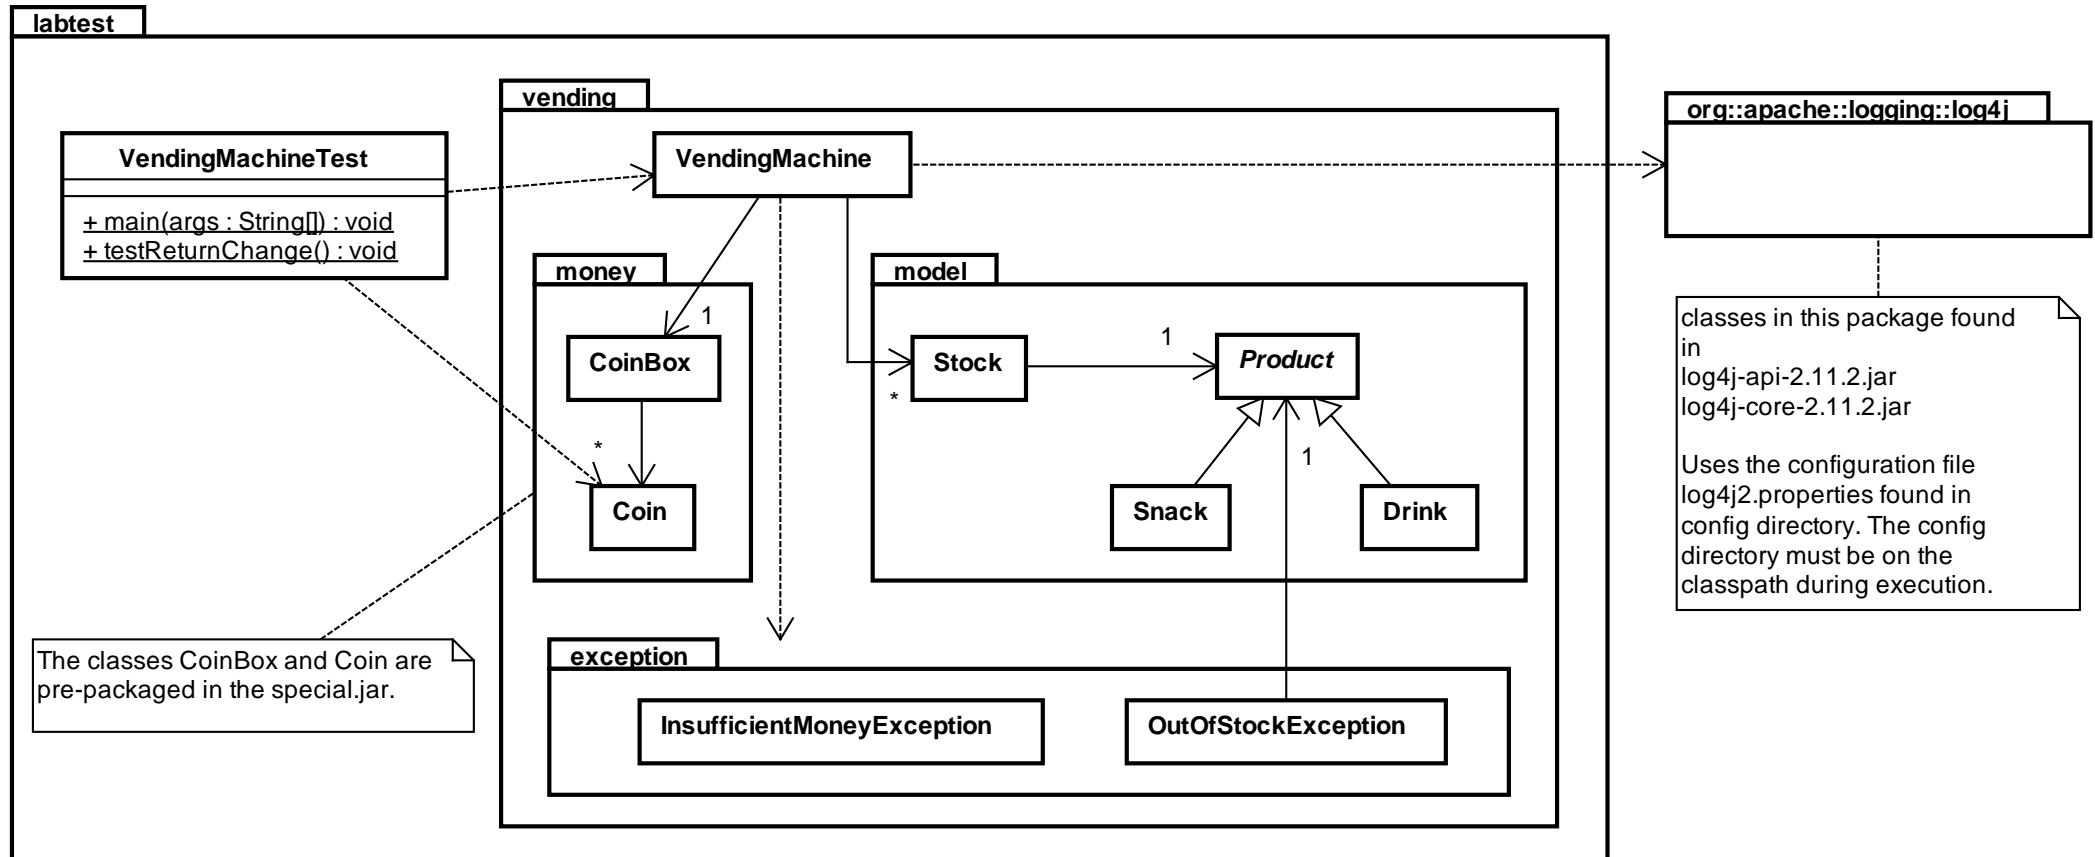 labtest
vending
org::apache::logging::log4j
VendingMachineTest
VendingMachine
+ main(args : String[]) : void
+ testReturnChange() : void
money
model
classes in this package found
in
log4j-api-2.11.2.jar
log4j-core-2.11.2.jar
1
1
CoinBox
Stock
Product
*
*
1
Uses the configuration file
log4j2.properties found in
config directory. The config
directory must be on the
classpath during execution.
Coin
Snack
Drink
The classes CoinBox and Coin are
pre-packaged in the special.jar.
exception
InsufficientMoneyException
OutOfStockException